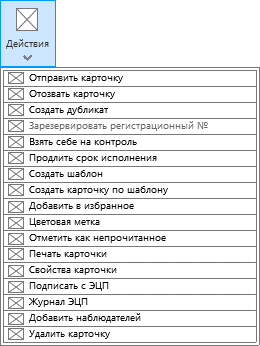 Действия
Отправить карточку
Отозвать карточку
Создать дубликат
Зарезервировать регистрационный №
Взять себе на контроль
Продлить срок исполнения
Создать шаблон
Создать карточку по шаблону
Добавить в избранное
Цветовая метка
Отметить как непрочитанное
Печать карточки
Свойства карточки
Подписать с ЭЦП
Журнал ЭЦП
Добавить наблюдателей
Удалить карточку